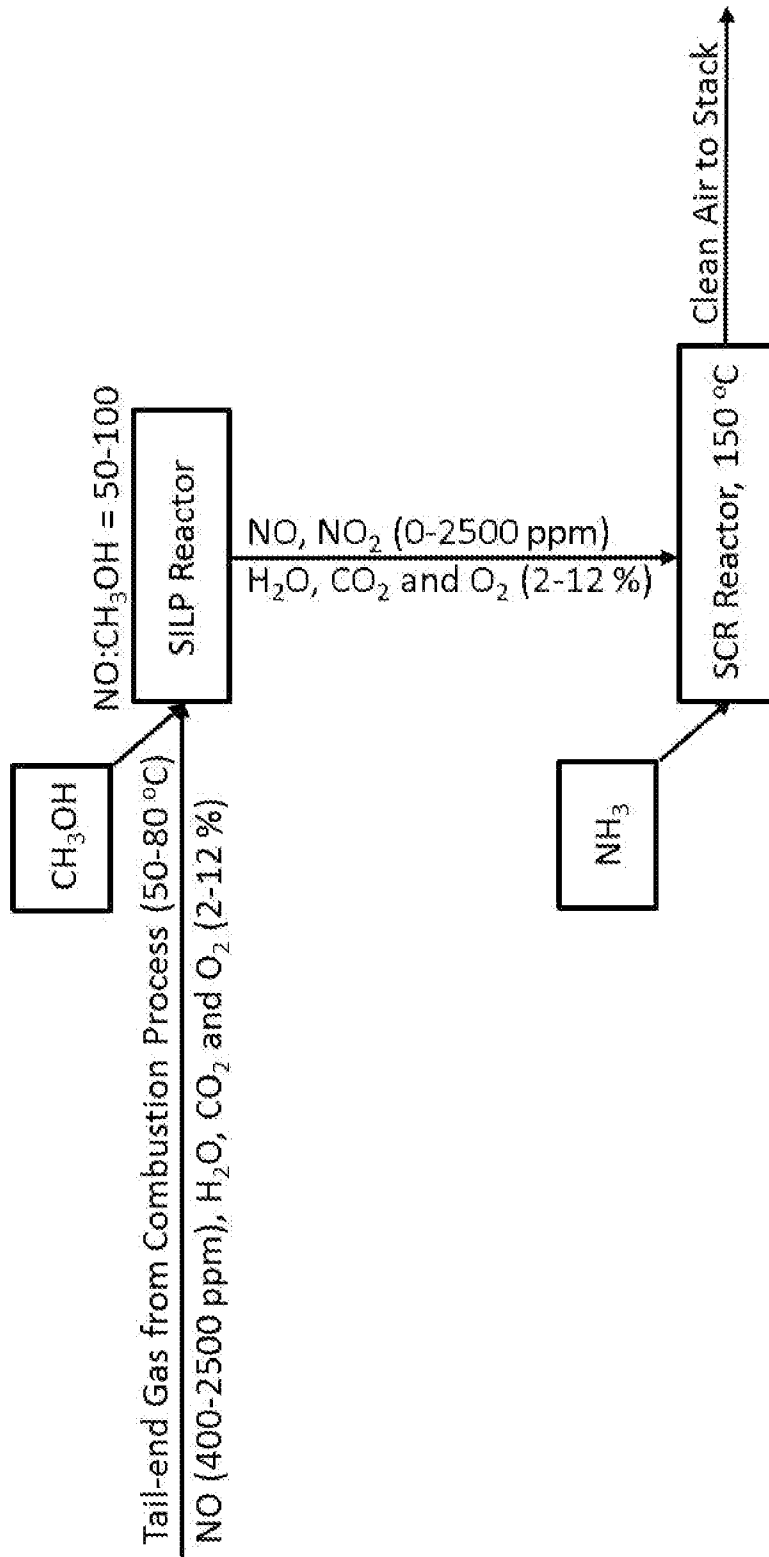 Tail-end Gas from Combustion Process (50-80 °C)
NO (400-2500 ppm), H₂O, CO₂ and O₂ (2-12 %)
CH₃OH
NO:CH₃OH = 50-100
SILP Reactor
NO, NO₂ (0-2500 ppm)
H₂O, CO₂ and O₂ (2-12 %)
NH₃
SCR Reactor, 150 °C
Clean Air to Stack